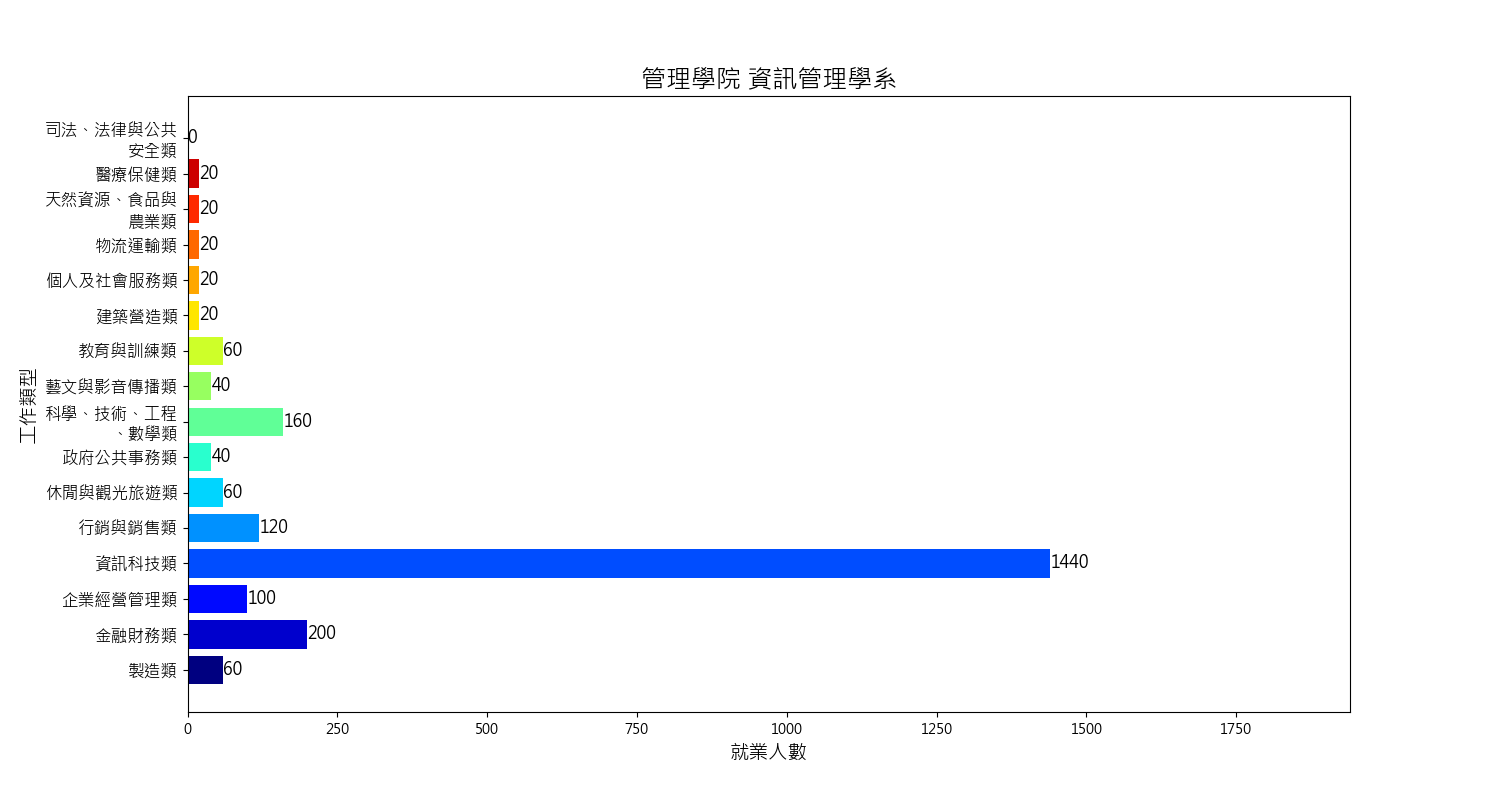 管理學院 資訊管理學系
工作類型
司法、法律與公共
安全類
0
醫療保健類
20
天然資源、食品與
農業類
20
物流運輸類
20
個人及社會服務類
20
建築營造類
20
教育與訓練類
60
藝文與影音傳播類
40
科學、技術、工程
、數學類
160
政府公共事務類
40
休閒與觀光旅遊類
60
行銷與銷售類
120
資訊科技類
1440
企業經營管理類
100
金融財務類
200
製造類
60
0 250 500 750 1000 1250 1500 1750
就業人數